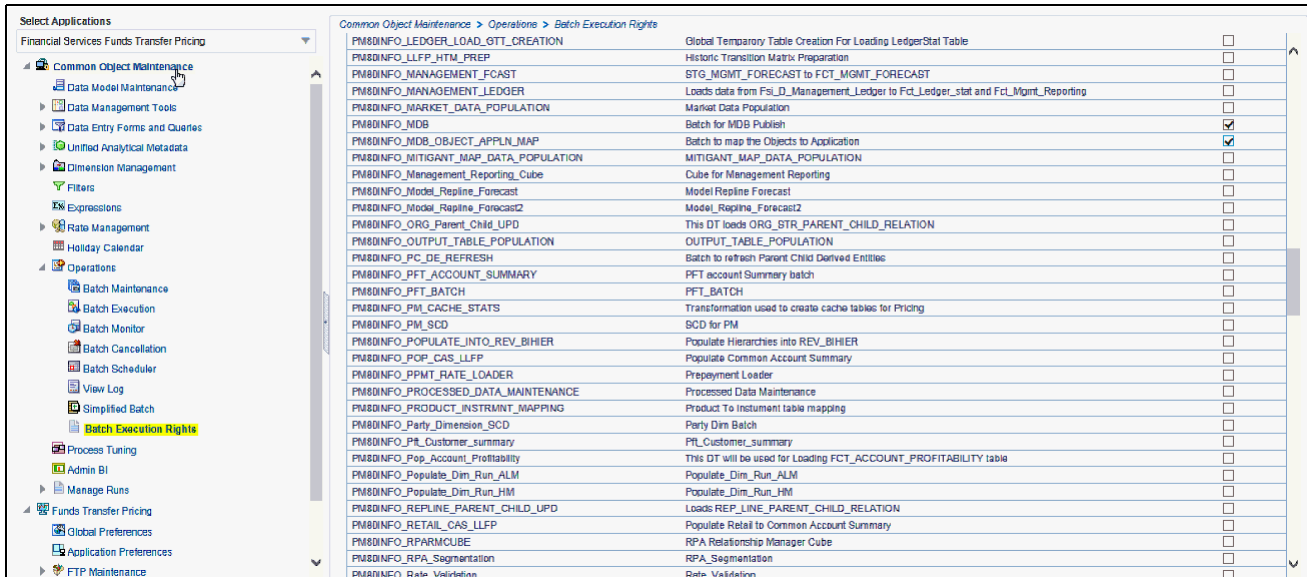 Select Applications
Financial Services Funds Transfer Pricing
Common Object Maintenance
Data Model Maintenance
Data Management Tools
Data Entry Forms and Queries
Unified Analytical Metadata
Dimension Management
Filters
Expressions
Rate Management
Holiday Calendar
Operations
Batch Maintenance
Batch Execution
Batch Monitor
Batch Cancellation
Batch Scheduler
View Log
Simplified Batch
Batch Execution Rights
Process Tuning
Admin BI
Manage Runs
Funds Transfer Pricing
Global Preferences
Application Preferences
FTP Maintenance
Common Object Maintenance > Operations > Batch Execution Rights
PM80INFO_LEDGER_LOAD_GTT_CREATION Global Temparory Table Creation For Loading LedgerStat Table
PM80INFO_LLFP_HTM_PREP Historic Transition Matrix Preparation
PM80INFO_MANAGEMENT_FCAST STG_MGMT_FORECAST to FCT_MGMT_FORECAST
PM80INFO_MANAGEMENT_LEDGER Loads data from Fsi_D_Management_Ledger to Fct_Ledger_stat and Fct_Mgmt_Reporting
PM80INFO_MARKET_DATA_POPULATION Market Data Population
PM80INFO_MDB Batch for MDB Publish
PM80INFO_MDB_OBJECT_APPLN_MAP Batch to map the Objects to Application
PM80INFO_MITIGANT_MAP_DATA_POPULATION MITIGANT_MAP_DATA_POPULATION
PM80INFO_Management_Reporting_Cube Cube for Management Reporting
PM80INFO_Model_Repline_Forecast Model Repline Forecast
PM80INFO_Model_Repline_Forecast2 Model_Repline_Forecast2
PM80INFO_ORG_Parent_Child_UPD This DT loads ORG_STR_PARENT_CHILD_RELATION
PM80INFO_OUTPUT_TABLE_POPULATION OUTPUT_TABLE_POPULATION
PM80INFO_PC_DE_REFRESH Batch to refresh Parent Child Derived Entities
PM80INFO_PFT_ACCOUNT_SUMMARY PFT account Summary batch
PM80INFO_PFT_BATCH PFT_BATCH
PM80INFO_PM_CACHE_STATS Transformation used to create cache tables for Pricing
PM80INFO_PM_SCD SCD for PM
PM80INFO_POPULATE_INTO_REV_BIHIER Populate Hierarchies into REV_BIHIER
PM80INFO_POP_CAS_LLFP Populate Common Account Summary
PM80INFO_PPMT_RATE_LOADER Prepayment Loader
PM80INFO_PROCESSED_DATA_MAINTENANCE Processed Data Maintenance
PM80INFO_PRODUCT_INSTRMNT_MAPPING Product To Instument table mapping
PM80INFO_Party_Dimension_SCD Party Dim Batch
PM80INFO_Pft_Customer_summary Pft_Customer_summary
PM80INFO_Pop_Account_Profitability This DT will be used for Loading FCT_ACCOUNT_PROFITABILITY table
PM80INFO_Populate_Dim_Run_ALM Populate_Dim_Run_ALM
PM80INFO_Populate_Dim_Run_HM Populate_Dim_Run_HM
PM80INFO_REPLINE_PARENT_CHILD_UPD Loads REP_LINE_PARENT_CHILD_RELATION
PM80INFO_RETAIL_CAS_LLFP Populate Retail to Common Account Summary
PM80INFO_RPARMCUBE RPA Relationship Manager Cube
PM80INFO_RPA_Segmentation RPA_Segmentation
PM80INFO_Rate_Validation Rate_Validation